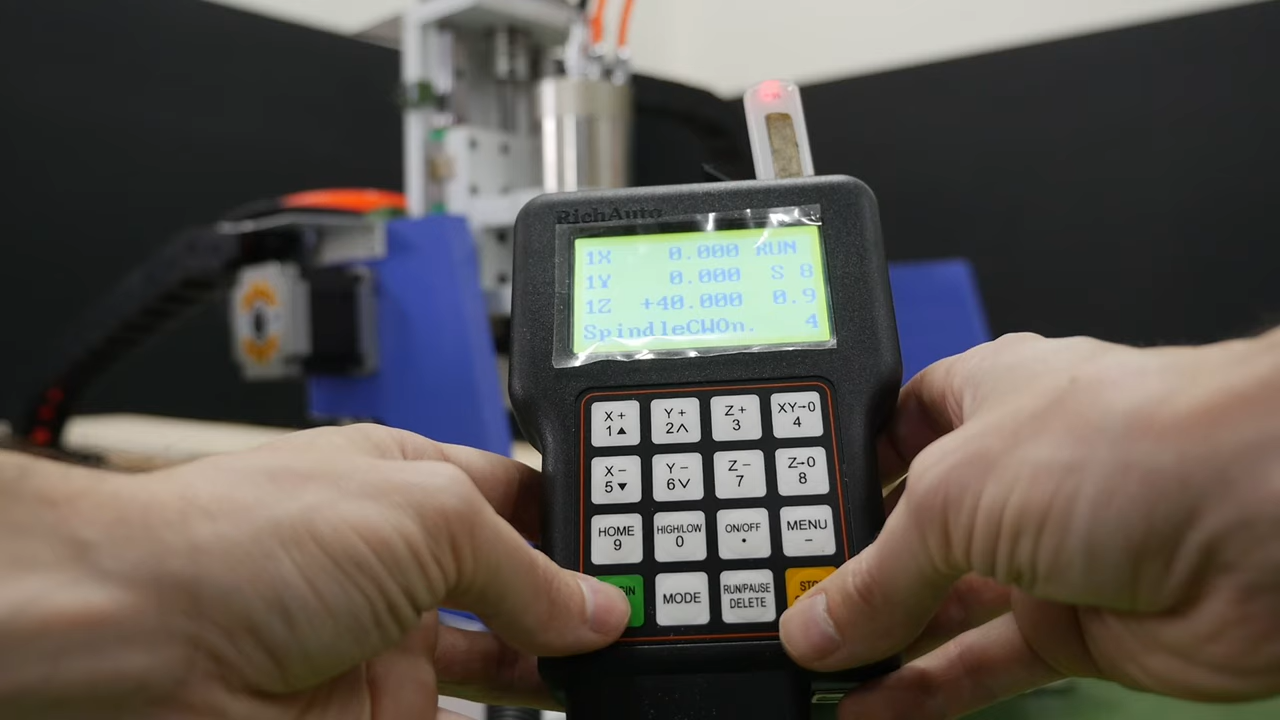 RichAuto
1X 0.000 RUN
1Y 0.000 S 8
1Z +40.000 0.9
SpindleCWOn. 4
X+ Y+ Z+ XY→0
1▲ 2∧ 3 4
X− Y− Z− Z→0
5▼ 6∨ 7 8
HOME HIGH/LOW ON/OFF MENU
9 0 • −
MODE RUN/PAUSE
DELETE